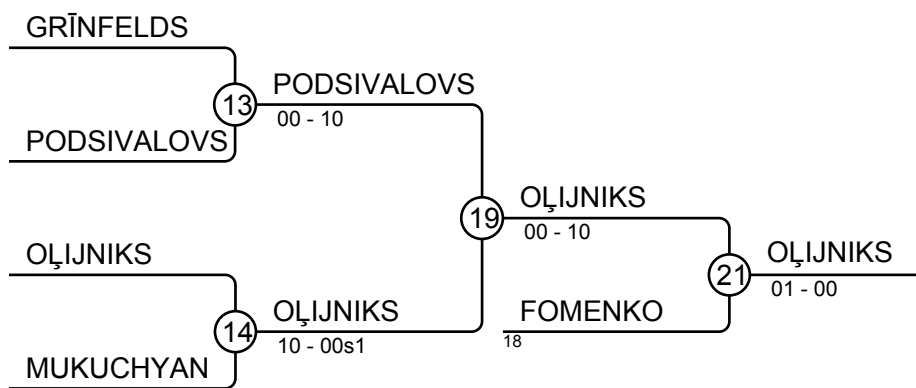 GRĪNFELDS
13
PODSIVALOVS
00 - 10
PODSIVALOVS
19
OĻIJNIKS
00 - 10
OĻIJNIKS
14
OĻIJNIKS
10 - 00s1
MUKUCHYAN
21
OĻIJNIKS
01 - 00
FOMENKO
18